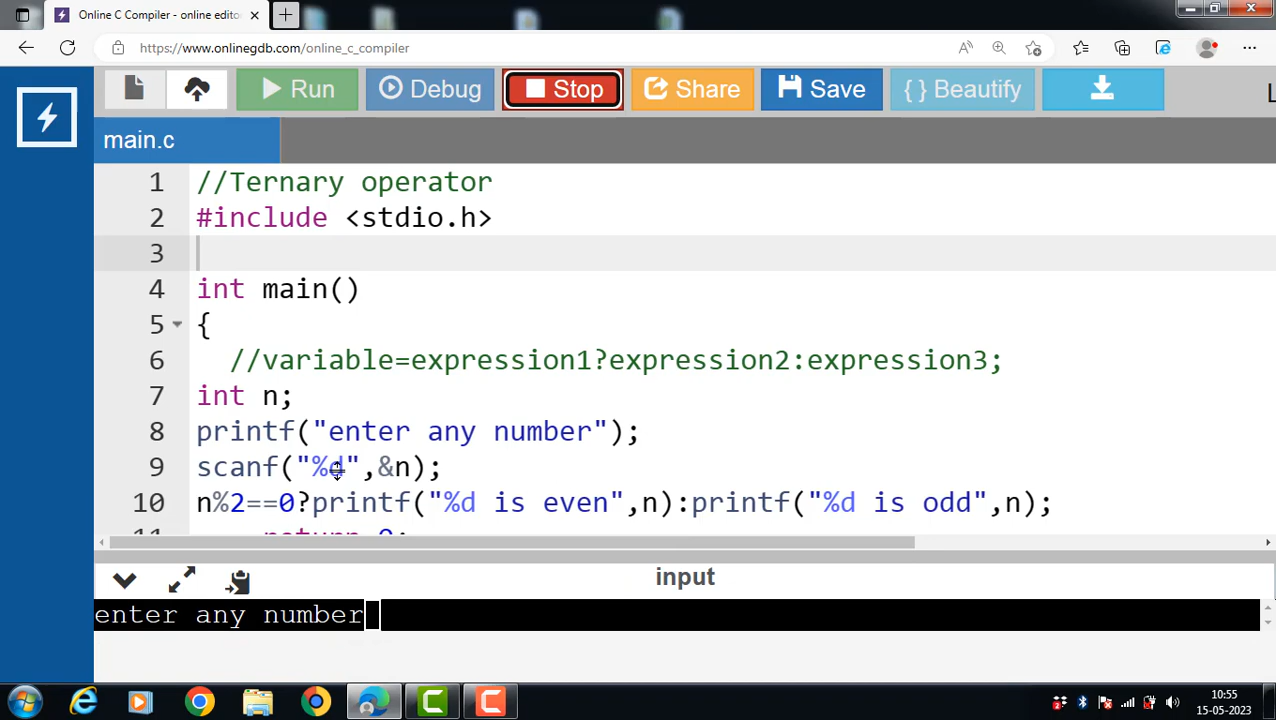 Online C Compiler - online edito
https://www.onlinegdb.com/online_c_compiler
Run
Debug
Stop
Share
Save
{ } Beautify
L
main.c
1 //Ternary operator
2 #include <stdio.h>
3
4 int main()
5 {
6 //variable=expression1?expression2:expression3;
7 int n;
8 printf("enter any number");
9 scanf("%d",&n);
10 n%2==0?printf("%d is even",n):printf("%d is odd",n);
11 return 0;
input
enter any number
10:55
15-05-2023